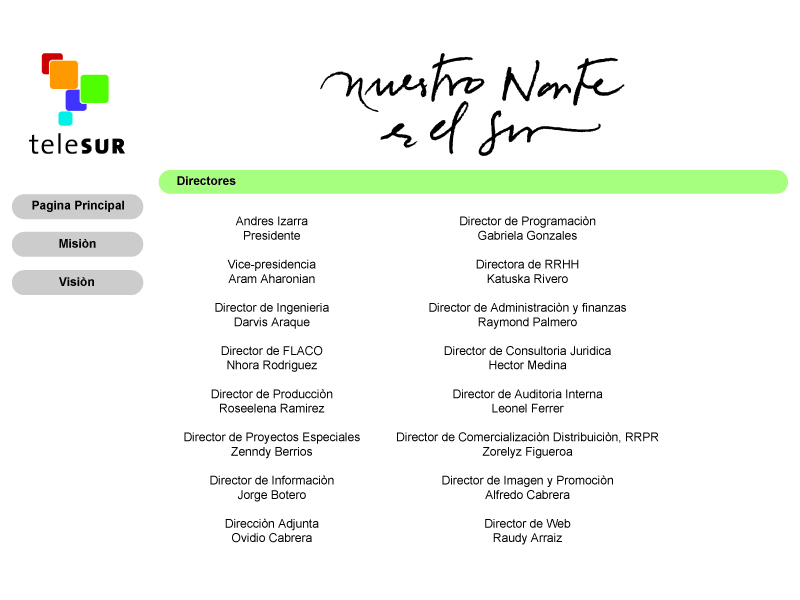 teleSUR
nuestro Norte
es el Sur
Directores
Pagina Principal
Misiòn
Visiòn
Andres Izarra
Presidente
Vice-presidencia
Aram Aharonian
Director de Ingenieria
Darvis Araque
Director de FLACO
Nhora Rodriguez
Director de Producciòn
Roseelena Ramirez
Director de Proyectos Especiales
Zenndy Berrios
Director de Informaciòn
Jorge Botero
Direcciòn Adjunta
Ovidio Cabrera
Director de Programaciòn
Gabriela Gonzales
Directora de RRHH
Katuska Rivero
Director de Administraciòn y finanzas
Raymond Palmero
Director de Consultoria Juridica
Hector Medina
Director de Auditoria Interna
Leonel Ferrer
Director de Comercializaciòn Distribuiciòn, RRPR
Zorelyz Figueroa
Director de Imagen y Promociòn
Alfredo Cabrera
Director de Web
Raudy Arraiz